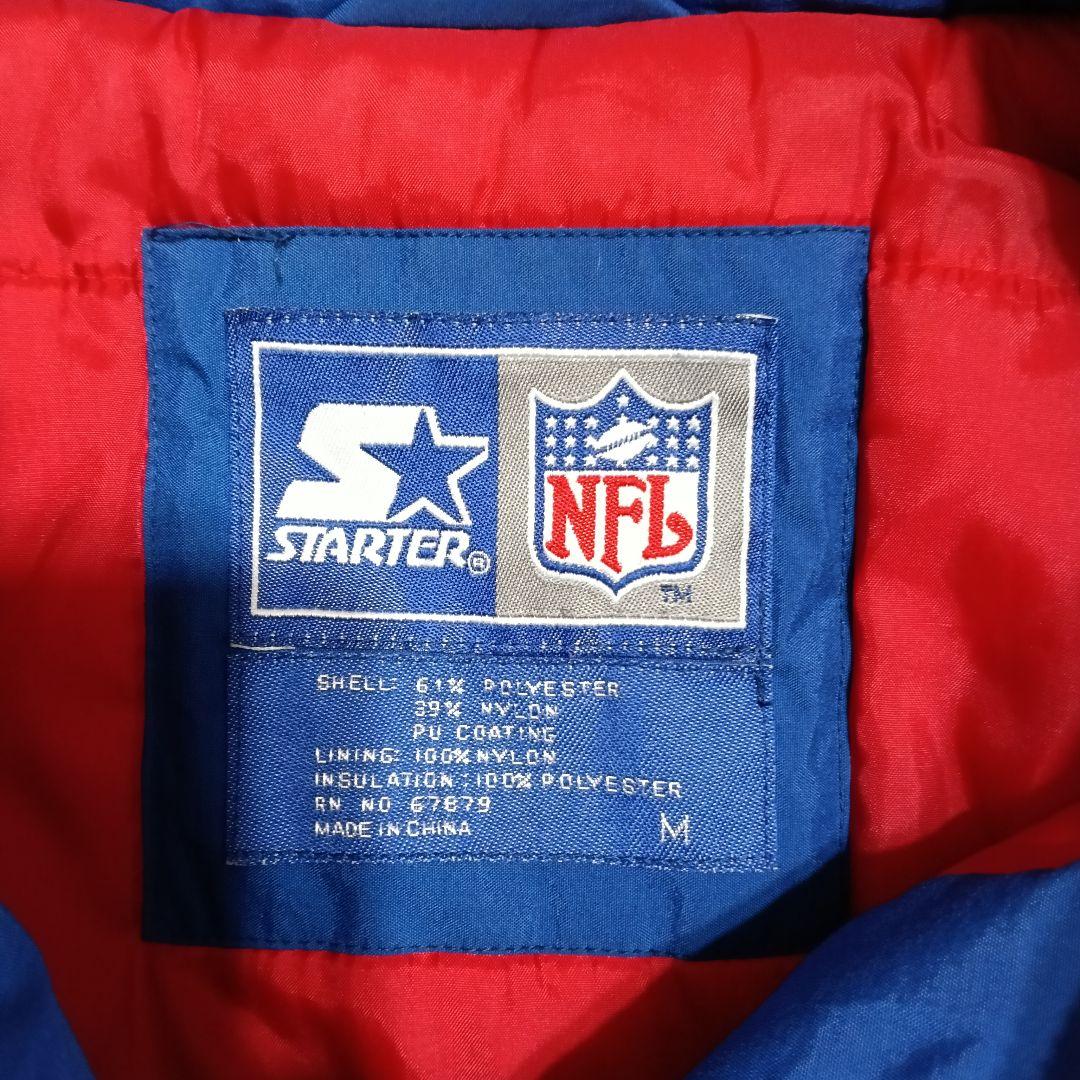 STARTER®
NFL
TM
SHELL: 61% POLYESTER
39% NYLON
PU COATING
LINING: 100% NYLON
INSULATION: 100% POLYESTER
RN NO 67879
MADE IN CHINA
M